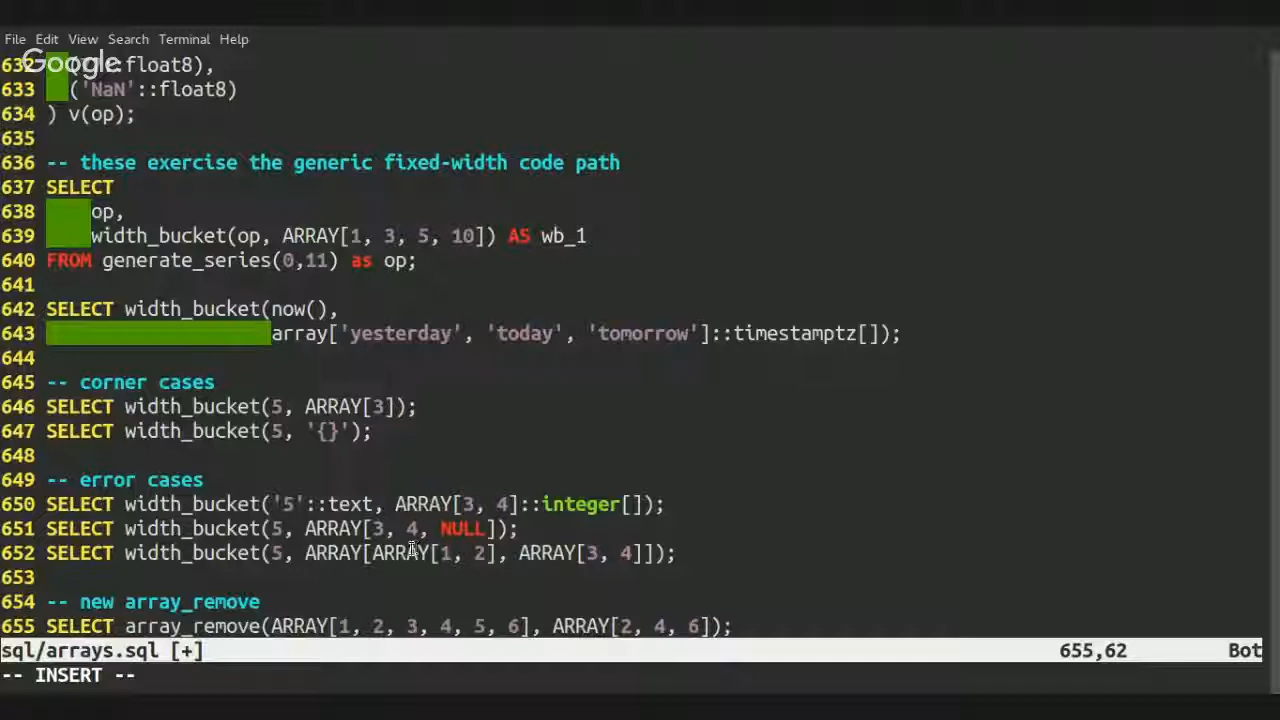 File Edit View Search Terminal Help
Google
632 ( ::float8),
633 ('NaN'::float8)
634 ) v(op);
635
636 -- these exercise the generic fixed-width code path
637 SELECT
638 op,
639 width_bucket(op, ARRAY[1, 3, 5, 10]) AS wb_1
640 FROM generate_series(0,11) as op;
641
642 SELECT width_bucket(now(),
643 array['yesterday', 'today', 'tomorrow']::timestamptz[]);
644
645 -- corner cases
646 SELECT width_bucket(5, ARRAY[3]);
647 SELECT width_bucket(5, '{}');
648
649 -- error cases
650 SELECT width_bucket('5'::text, ARRAY[3, 4]::integer[]);
651 SELECT width_bucket(5, ARRAY[3, 4, NULL]);
652 SELECT width_bucket(5, ARRAY[ARRAY[1, 2], ARRAY[3, 4]]);
653
654 -- new array_remove
655 SELECT array_remove(ARRAY[1, 2, 3, 4, 5, 6], ARRAY[2, 4, 6]);
sql/arrays.sql [+] 655,62 Bot
-- INSERT --